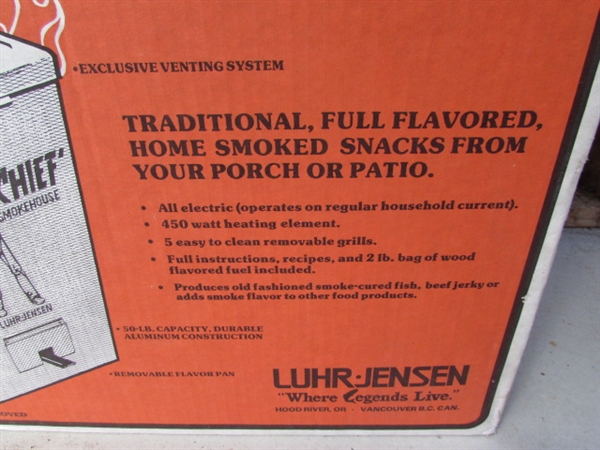 • EXCLUSIVE VENTING SYSTEM
TRADITIONAL, FULL FLAVORED,
HOME SMOKED SNACKS FROM
YOUR PORCH OR PATIO.
CHIEF'
SMOKEHOUSE
• All electric (operates on regular household current).
• 450 watt heating element.
• 5 easy to clean removable grills.
• Full instructions, recipes, and 2 lb. bag of wood
flavored fuel included.
• Produces old fashioned smoke-cured fish, beef jerky or
adds smoke flavor to other food products.
LUHR-JENSEN
• 50-LB. CAPACITY, DURABLE
ALUMINUM CONSTRUCTION
• REMOVABLE FLAVOR PAN
LUHR·JENSEN
"Where Legends Live."
HOOD RIVER, OR · VANCOUVER B.C. CAN.